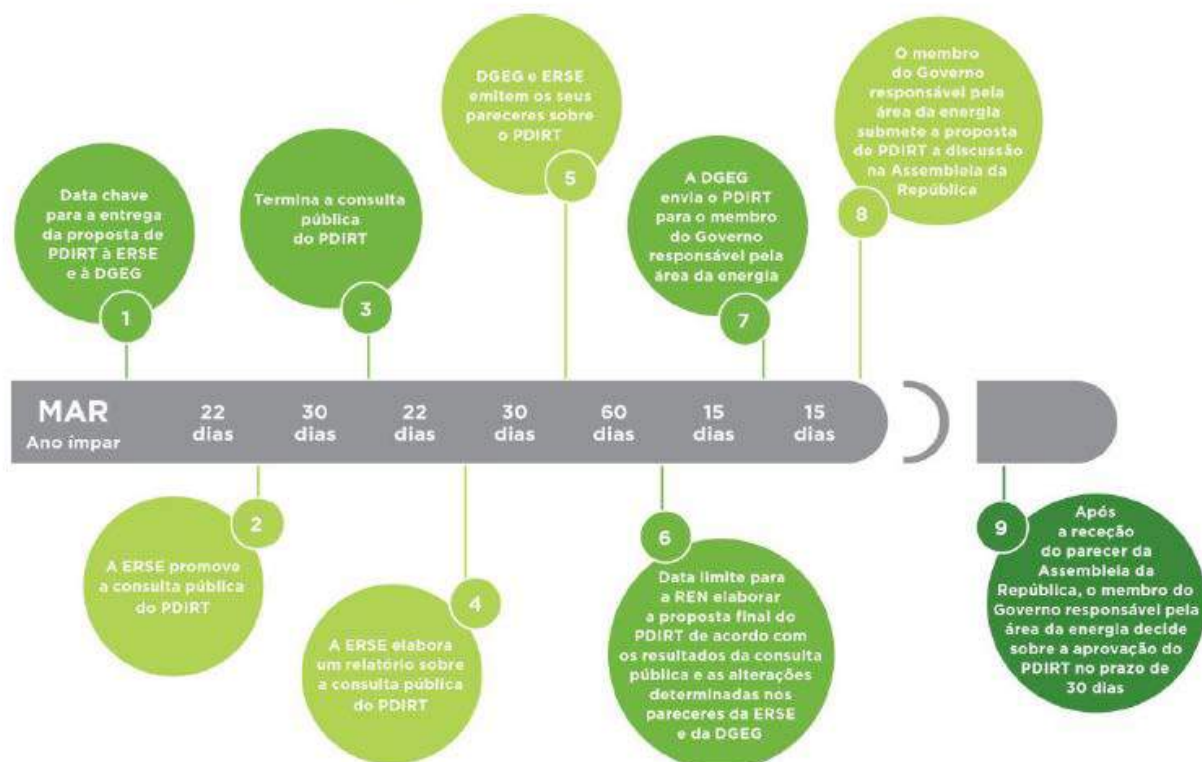 Data chave
para a entrega
da proposta de
PDIRT à ERSE
e à DGEG
1
A ERSE promove
a consulta pública
do PDIRT
2
Termina a consulta
pública
do PDIRT
3
A ERSE elabora
um relatório sobre
a consulta pública
do PDIRT
4
DGEG e ERSE
emitem os seus
pareceres sobre
o PDIRT
5
6
Data limite para
a REN elaborar
a proposta final do
PDIRT de acordo com
os resultados da consulta
pública e as alterações
determinadas nos
pareceres da ERSE
e da DGEG
A DGEG
envia o PDIRT
para o membro
do Governo
responsável pela
área da energia
7
O membro
do Governo
responsável pela
área da energia
submete a proposta
de PDIRT a discussão
na Assembleia da
República
8
9
Após
a receção
do parecer da
Assembleia da
República, o membro do
Governo responsável pela
área da energia decide
sobre a aprovação do
PDIRT no prazo de
30 dias
MAR
Ano ímpar
22
dias
30
dias
22
dias
30
dias
60
dias
15
dias
15
dias